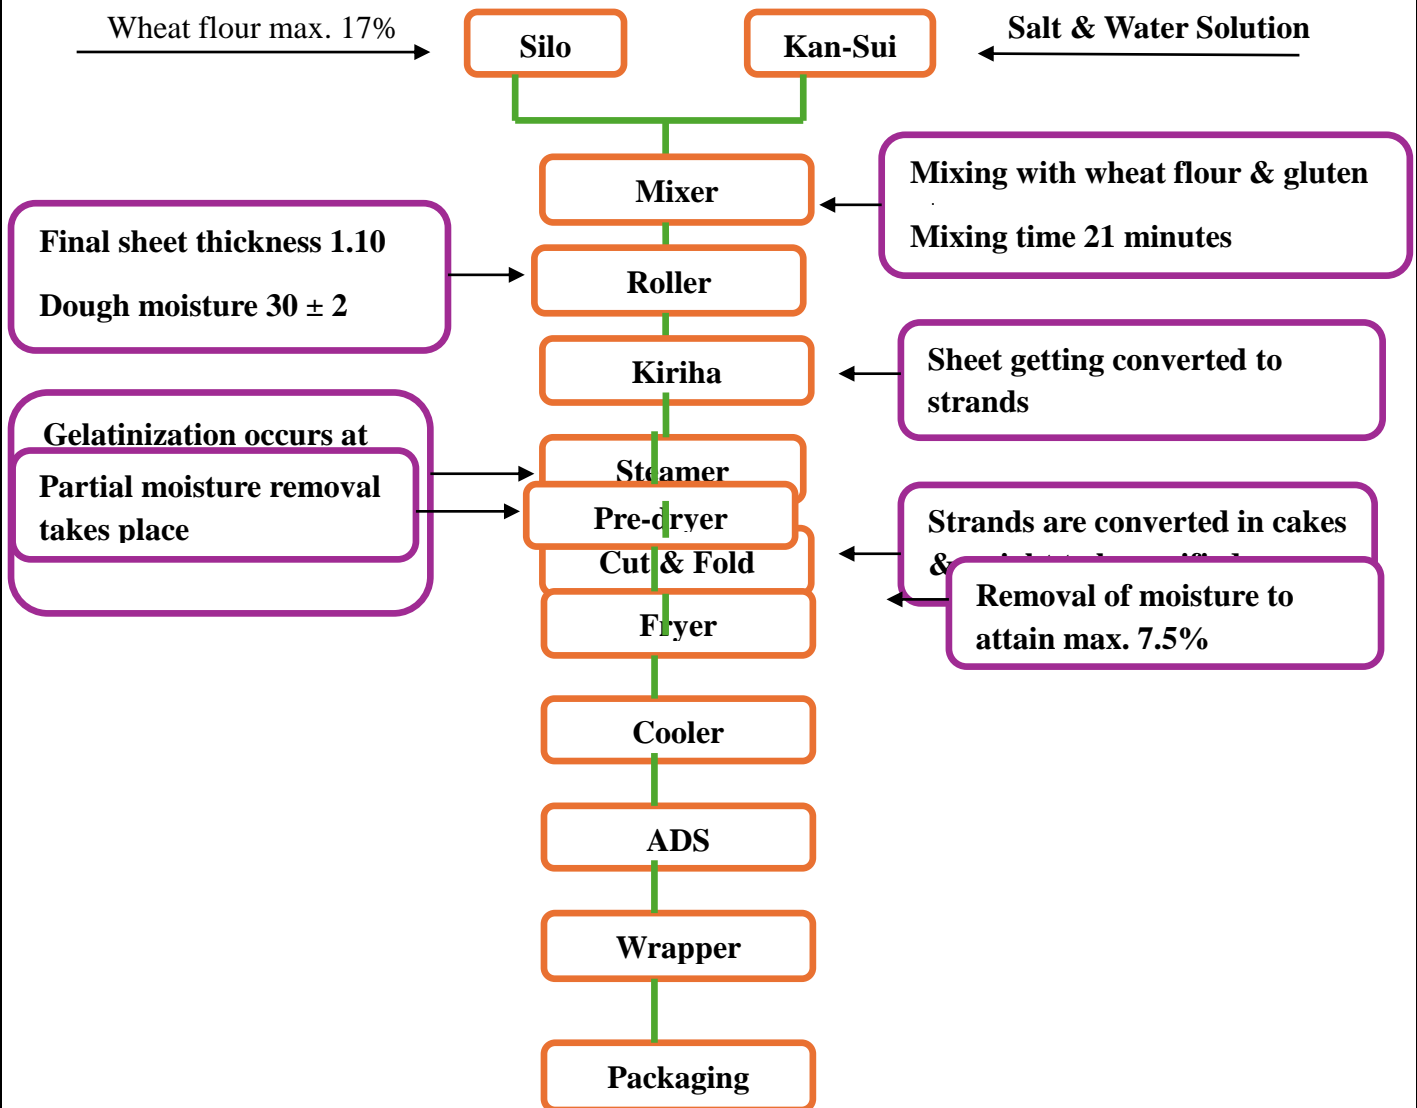 Wheat flour max. 17%
Silo
Kan-Sui
Salt & Water Solution
Mixer
Mixing with wheat flour & gluten
Mixing time 21 minutes
Final sheet thickness 1.10
Dough moisture 30 ± 2
Roller
Kiriha
Sheet getting converted to
strands
Gelatinization occurs at
Steamer
Partial moisture removal
takes place
Pre-dryer
Strands are converted in cakes
&
Cut & Fold
Removal of moisture to
attain max. 7.5%
Fryer
Cooler
ADS
Wrapper
Packaging